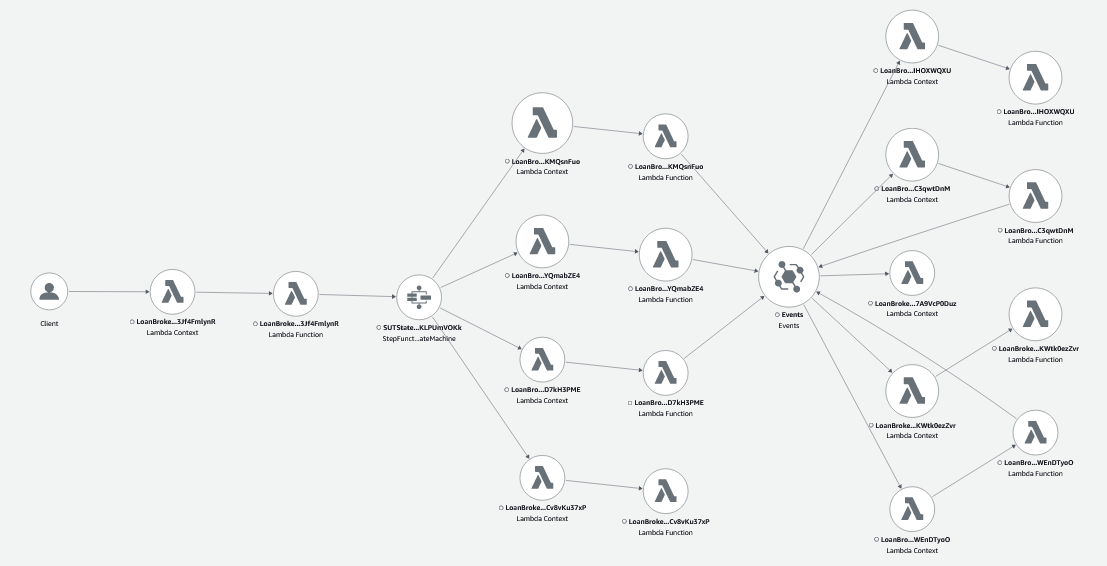 Client
LoanBroke...3Jf4FmlynR
Lambda Context
LoanBroke...3Jf4FmlynR
Lambda Function
SUTState...KLPUmVOKk
StepFunct...ateMachine
LoanBro...KMQsnFuo
Lambda Context
LoanBro...KMQsnFuo
Lambda Function
LoanBro...YQmabZE4
Lambda Context
LoanBro...YQmabZE4
Lambda Function
LoanBro...D7kH3PME
Lambda Context
LoanBro...D7kH3PME
Lambda Function
LoanBroke...Cv8vKu37xP
Lambda Context
LoanBroke...Cv8vKu37xP
Lambda Function
Events
Events
LoanBro...IHOXWQXU
Lambda Context
LoanBro...IHOXWQXU
Lambda Function
LoanBro...C3qwtDnM
Lambda Context
LoanBro...C3qwtDnM
Lambda Function
LoanBroke...7A9VcP0Duz
Lambda Context
LoanBroke...KWtk0ezZvr
Lambda Function
LoanBroke...KWtk0ezZvr
Lambda Context
LoanBro...WEnDTyoO
Lambda Function
LoanBro...WEnDTyoO
Lambda Context